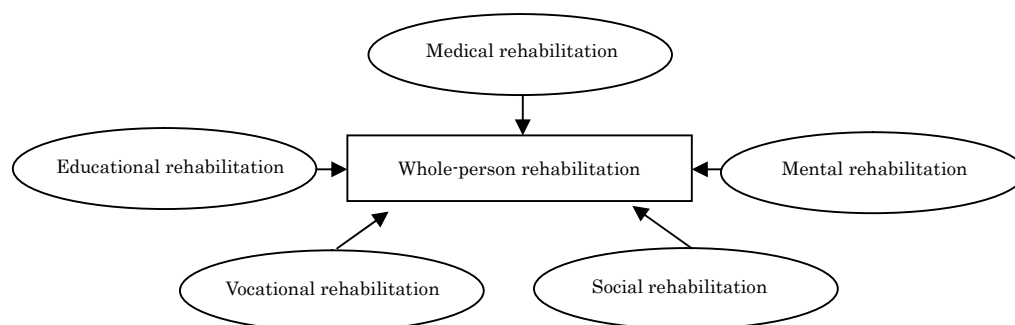 Medical rehabilitation
Educational rehabilitation
Whole-person rehabilitation
Mental rehabilitation
Vocational rehabilitation
Social rehabilitation